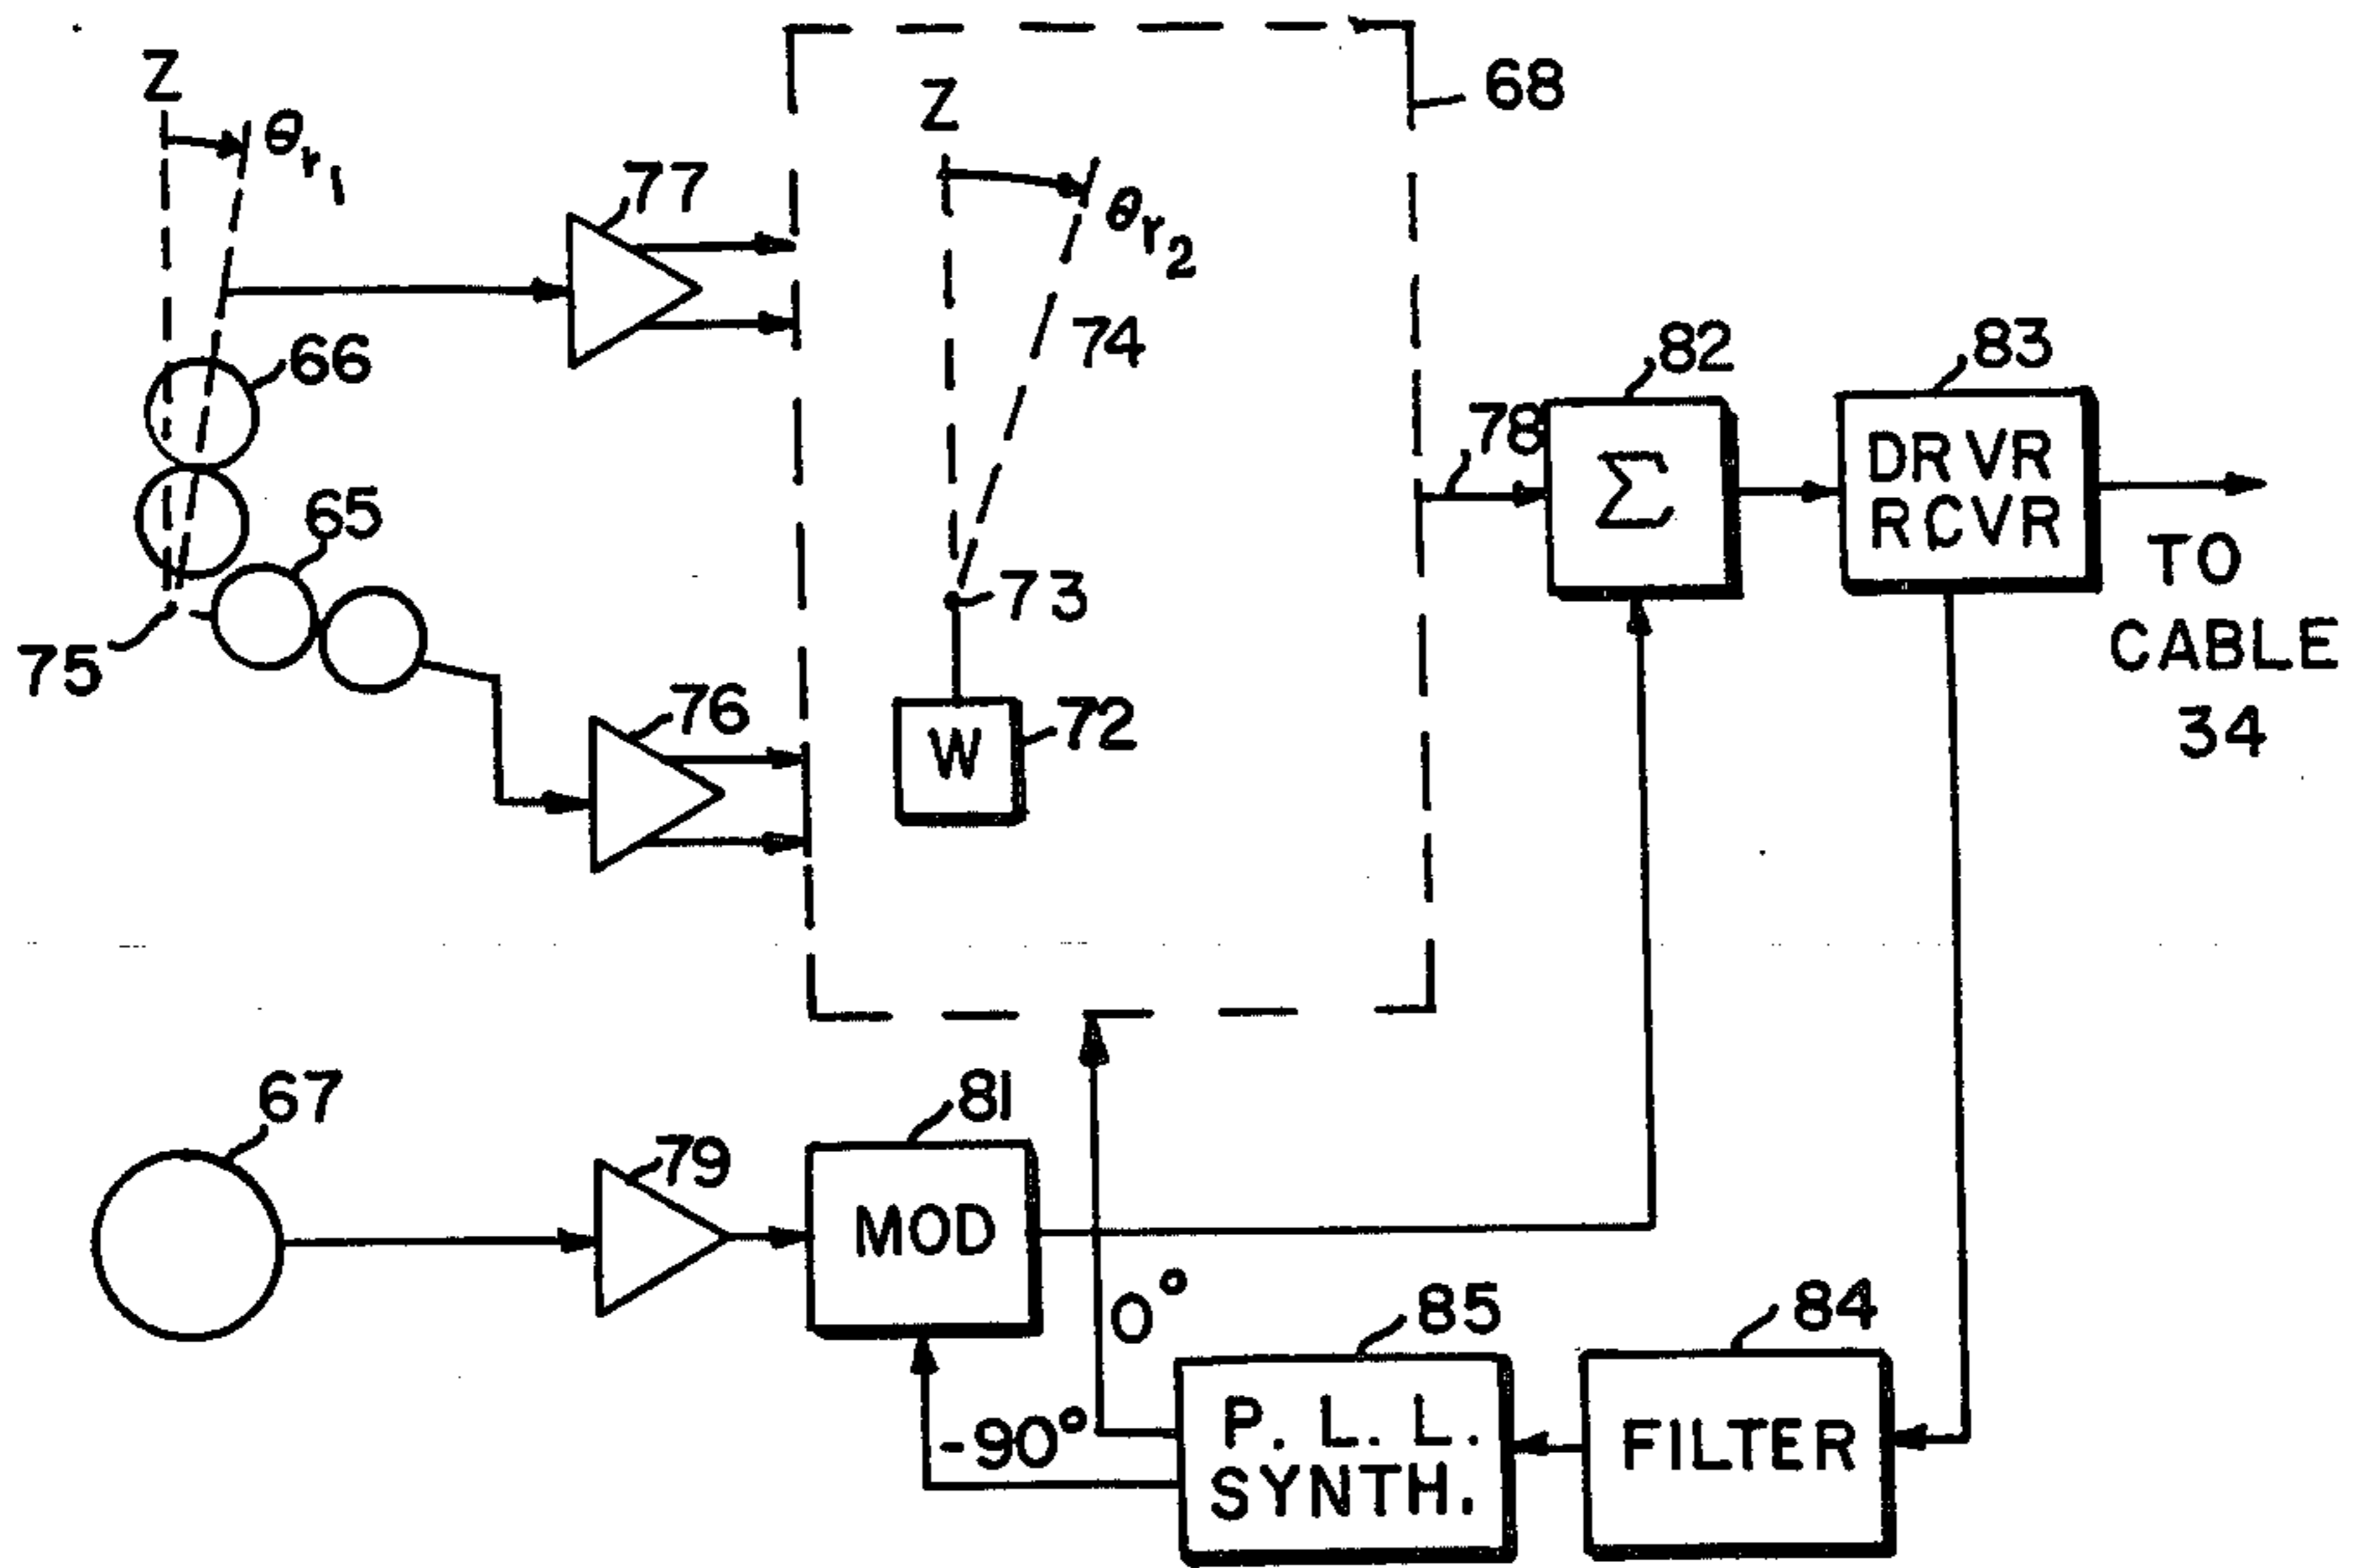 Z
θr1
Z
θr2
68
77
74
66
65
75
76
73
W
72
78
82
Σ
83
DRVR
RCVR
TO
CABLE
34
67
79
81
MOD
0°
-90°
85
P. L. L.
SYNTH.
84
FILTER